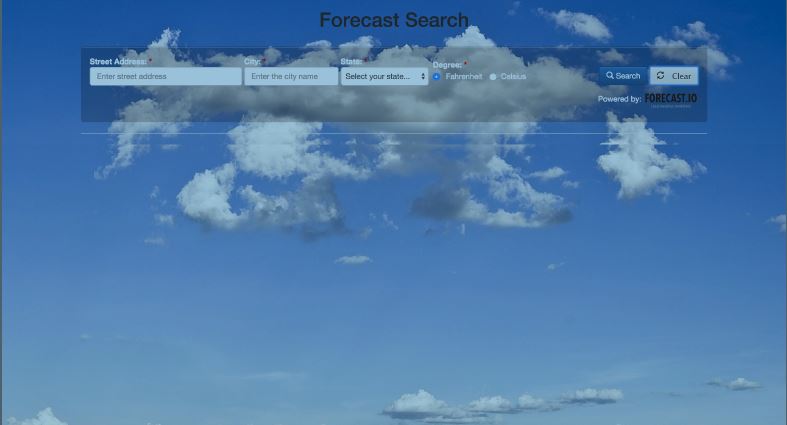 Forecast Search
Street Address: * City: * State: * Degree: *
Enter street address Enter the city name Select your state... Fahrenheit Celsius Search Clear
Powered by: FORECAST.IO